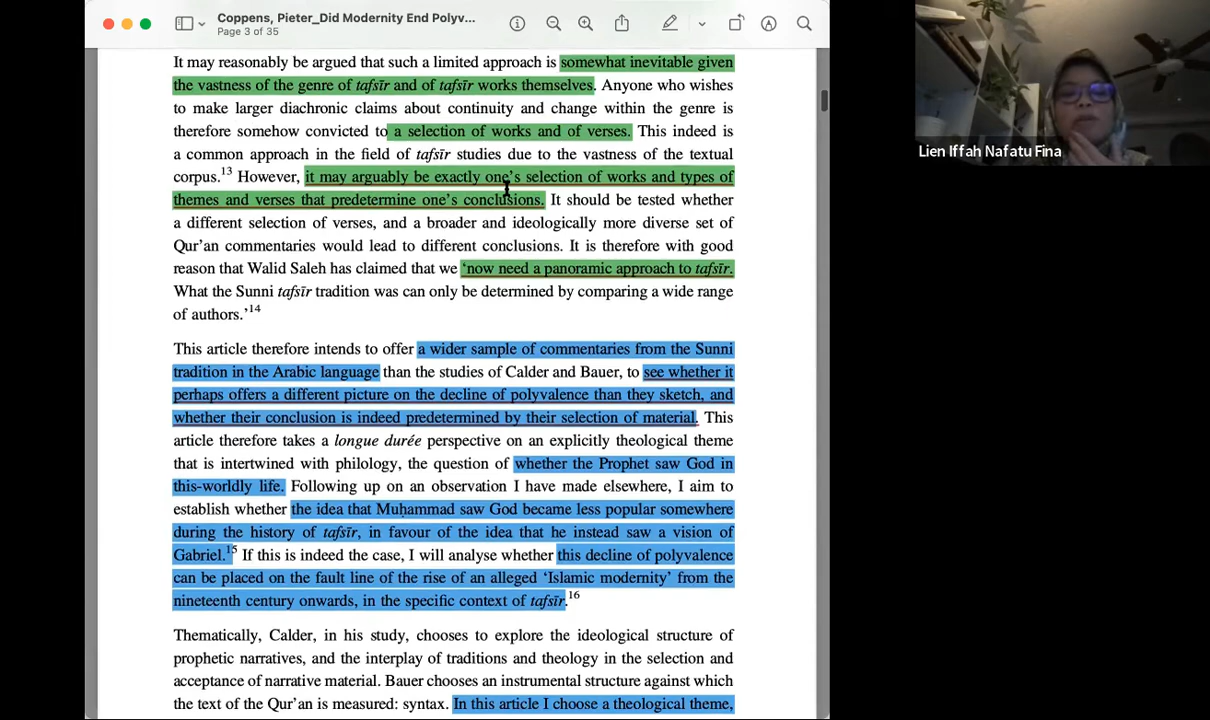 Coppens, Pieter_Did Modernity End Polyv...
Page 3 of 35
It may reasonably be argued that such a limited approach is somewhat inevitable given
the vastness of the genre of tafsīr and of tafsīr works themselves. Anyone who wishes
to make larger diachronic claims about continuity and change within the genre is
therefore somehow convicted to a selection of works and of verses. This indeed is
a common approach in the field of tafsīr studies due to the vastness of the textual
corpus.13 However, it may arguably be exactly one's selection of works and types of
themes and verses that predetermine one's conclusions. It should be tested whether
a different selection of verses, and a broader and ideologically more diverse set of
Qur'an commentaries would lead to different conclusions. It is therefore with good
reason that Walid Saleh has claimed that we 'now need a panoramic approach to tafsīr.
What the Sunni tafsīr tradition was can only be determined by comparing a wide range
of authors.'14
This article therefore intends to offer a wider sample of commentaries from the Sunni
tradition in the Arabic language than the studies of Calder and Bauer, to see whether it
perhaps offers a different picture on the decline of polyvalence than they sketch, and
whether their conclusion is indeed predetermined by their selection of material. This
article therefore takes a longue durée perspective on an explicitly theological theme
that is intertwined with philology, the question of whether the Prophet saw God in
this-worldly life. Following up on an observation I have made elsewhere, I aim to
establish whether the idea that Muḥammad saw God became less popular somewhere
during the history of tafsīr, in favour of the idea that he instead saw a vision of
Gabriel.15 If this is indeed the case, I will analyse whether this decline of polyvalence
can be placed on the fault line of the rise of an alleged 'Islamic modernity' from the
nineteenth century onwards, in the specific context of tafsīr.16
Thematically, Calder, in his study, chooses to explore the ideological structure of
prophetic narratives, and the interplay of traditions and theology in the selection and
acceptance of narrative material. Bauer chooses an instrumental structure against which
the text of the Qur'an is measured: syntax. In this article I choose a theological theme,
Lien Iffah Nafatu Fina